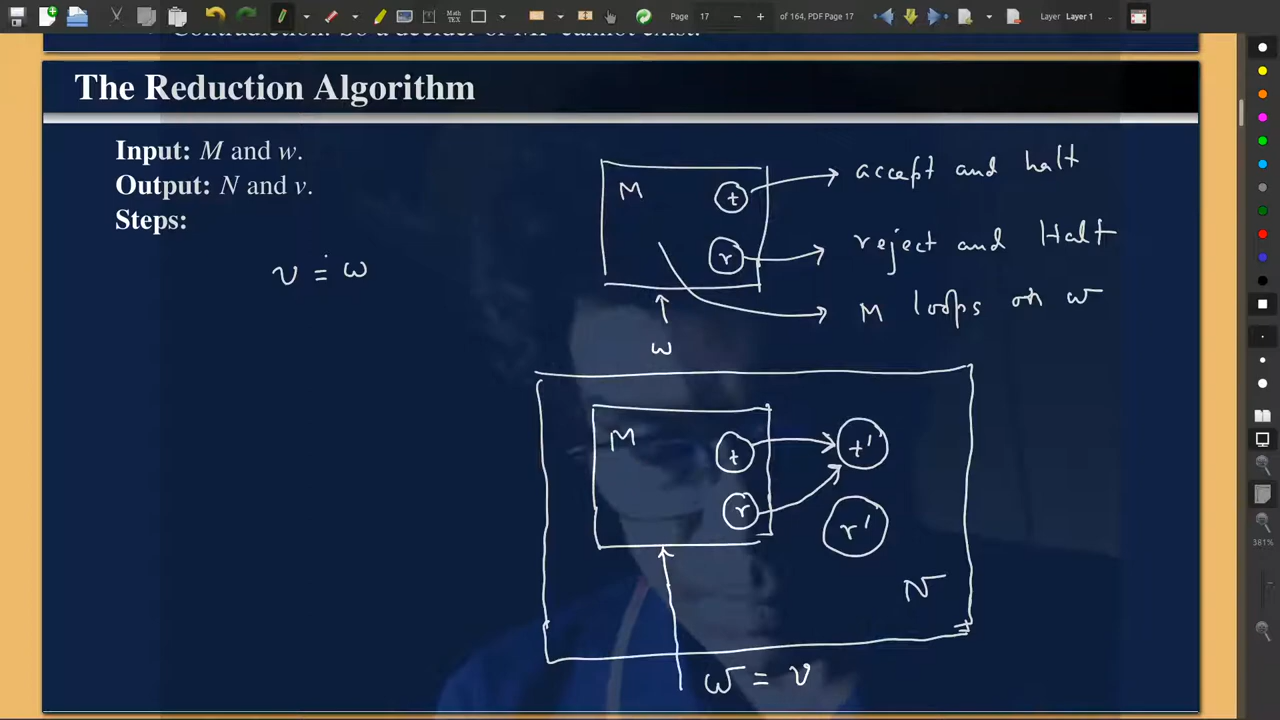 Page 17 of 164, PDF Page 17 Layer Layer 1
The Reduction Algorithm
Input: M and w.
Output: N and v.
Steps:
v = w
M
t
accept and halt
r
reject and Halt
M loops on w
w
M
t
t'
r
r'
N
w = v
381%